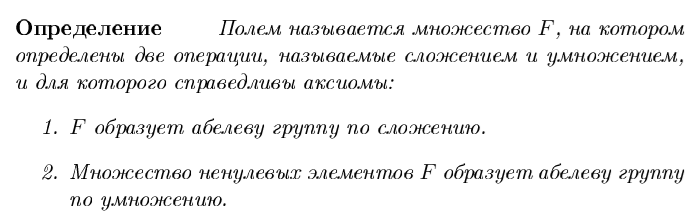 Определение Полем называется множество F, на котором
определены две операции, называемые сложением и умножением,
и для которого справедливы аксиомы:
1. F образует абелеву группу по сложению.
2. Множество ненулевых элементов F образует абелеву группу
по умножению.